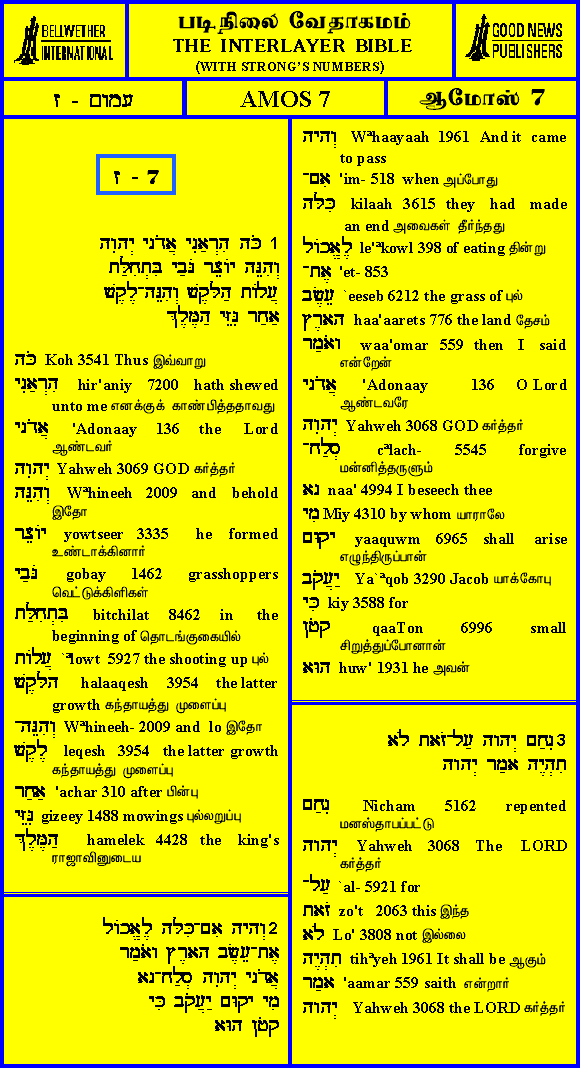 BELLWETHER
INTERNATIONAL
படிநிலை வேதாகமம்
THE INTERLAYER BIBLE
(WITH STRONG'S NUMBERS)
GOOD NEWS
PUBLISHERS
עמוס - ז
AMOS 7
ஆமோஸ் 7
7 - ז
1 כֹּה הִרְאַנִי אֲדֹנָי יְהוִה
וְהִנֵּה יוֹצֵר גֹּבַי בִּתְחִלַּת
עֲלוֹת הַלָּקֶשׁ וְהִנֵּה־לֶקֶשׁ
אַחַר גִּזֵּי הַמֶּלֶךְ
כֹּה Koh 3541 Thus இவ்வாறு
הִרְאַנִי hir'aniy 7200 hath shewed
unto me எனக்குக் காண்பித்ததாவது
אֲדֹנָי 'Adonaay 136 the Lord
ஆண்டவர்
יְהוִה Yahweh 3069 GOD கர்த்தர்
וְהִנֵּה Wªhineeh 2009 and behold
இதோ
יוֹצֵר yowtseer 3335 he formed
உண்டாக்கினார்
גֹּבַי gobay 1462 grasshoppers
வெட்டுக்கிளிகள்
בִּתְחִלַּת bitchilat 8462 in the
beginning of தொடங்குகையில்
עֲלוֹת `ªlowt 5927 the shooting up புல்
הַלָּקֶשׁ halaaqesh 3954 the latter
growth கந்தாயத்து முளைப்பு
וְהִנֵּה־ Wªhineeh- 2009 and lo இதோ
לֶקֶשׁ leqesh 3954 the latter growth
கந்தாயத்து முளைப்பு
אַחַר 'achar 310 after பின்பு
גִּזֵּי gizeey 1488 mowings புல்லறுப்பு
הַמֶּלֶךְ hamelek 4428 the king's
ராஜாவினுடைய
2 וְהָיָה אִם־כִּלָּה לֶאֱכוֹל
אֶת־עֵשֶׂב הָאָרֶץ וָאֹמַר
אֲדֹנָי יְהוִה סְלַח־נָא
מִי יָקוּם יַעֲקֹב כִּי
קָטֹן הוּא
וְהָיָה Wªhaayaah 1961 And it came
to pass
אִם־ 'im- 518 when அப்போது
כִּלָּה kilaah 3615 they had made
an end அவைகள் தீர்ந்தது
לֶאֱכוֹל le'ªkowl 398 of eating தின்று
אֶת־ 'et- 853
עֵשֶׂב `eeseb 6212 the grass of புல்
הָאָרֶץ haa'aarets 776 the land தேசம்
וָאֹמַר waa'omar 559 then I said
என்றேன்
אֲדֹנָי 'Adonaay 136 O Lord
ஆண்டவரே
יְהוִה Yahweh 3068 GOD கர்த்தர்
סְלַח־ cªlach- 5545 forgive
மன்னித்தருளும்
נָא naa' 4994 I beseech thee
מִי Miy 4310 by whom யாராலே
יָקוּם yaaquwm 6965 shall arise
எழுந்திருப்பான்
יַעֲקֹב Ya`ªqob 3290 Jacob யாக்கோபு
כִּי kiy 3588 for
קָטֹן qaaTon 6996 small
சிறுத்துப்போனான்
הוּא huw' 1931 he அவன்
3 נִחַם יְהוָה עַל־זֹאת לֹא
תִהְיֶה אָמַר יְהוָה
נִחַם Nicham 5162 repented
மனஸ்தாபப்பட்டு
יְהוָה Yahweh 3068 The LORD
கர்த்தர்
עַל־ `al- 5921 for
זֹאת zo't 2063 this இந்த
לֹא Lo' 3808 not இல்லை
תִהְיֶה tihªyeh 1961 It shall be ஆகும்
אָמַר 'aamar 559 saith என்றார்
יְהוָה Yahweh 3068 the LORD கர்த்தர்